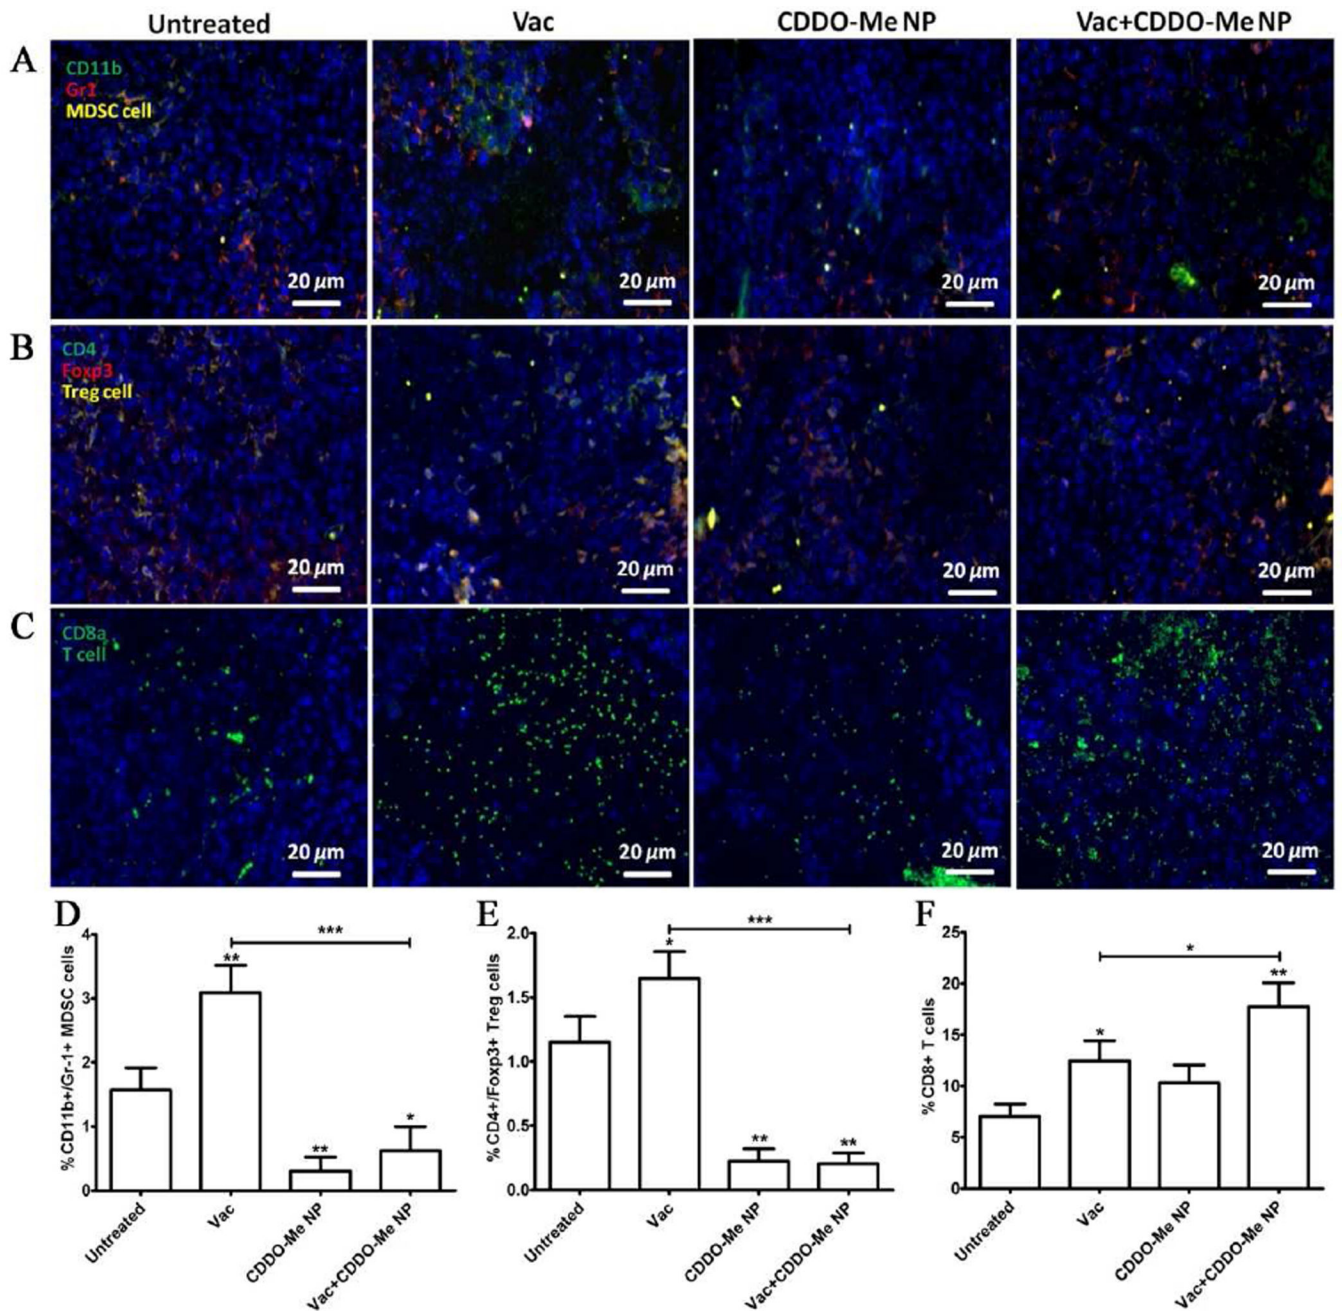 Untreated Vac CDDO-Me NP Vac+CDDO-Me NP
A
CD11b
Gr1
MDSC cell
20 µm 20 µm 20 µm 20 µm
B
CD4
Foxp3
Treg cell
20 µm 20 µm 20 µm 20 µm
C
CD8a
T cell
20 µm 20 µm 20 µm 20 µm
D
% CD11b+/Gr-1+ MDSC cells
4
3
2
1
0
***
**
**
*
Untreated
Vac
CDDO-Me NP
Vac+CDDO-Me NP
E
% CD4+/Foxp3+ Treg cells
2.0
1.5
1.0
0.5
0.0
***
*
**
**
Untreated
Vac
CDDO-Me NP
Vac+CDDO-Me NP
F
% CD8+ T cells
25
20
15
10
5
0
*
*
**
Untreated
Vac
CDDO-Me NP
Vac+CDDO-Me NP